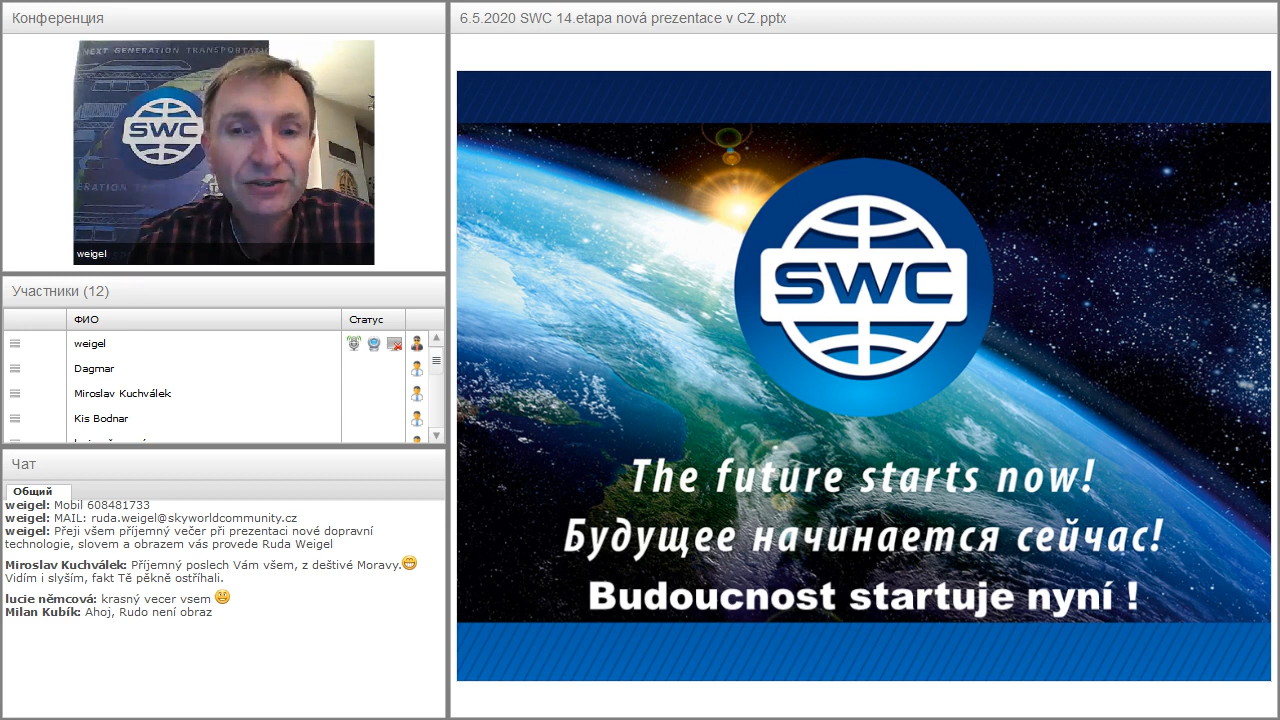 Конференция
NEXT GENERATION TRANSPORTAT
SWC
ERATION TRANSPORTA
weigel
Участники (12)
ФИО
Статус
weigel
Dagmar
Miroslav Kuchválek
Kis Bodnar
Чат
Общий
weigel: Mobil 608481733
weigel: MAIL: ruda.weigel@skyworldcommunity.cz
weigel: Přeji všem příjemný večer při prezentaci nové dopravní
technologie, slovem a obrazem vás provede Ruda Weigel
Miroslav Kuchválek: Příjemný poslech Vám všem, z deštivé Moravy.
Vidím i slyším, fakt Tě pěkně ostříhali.
lucie němcová: krasný vecer vsem
Milan Kubík: Ahoj, Rudo není obraz
6.5.2020 SWC 14.etapa nová prezentace v CZ.pptx
SWC
The future starts now!
Будущее начинается сейчас!
Budoucnost startuje nyní !